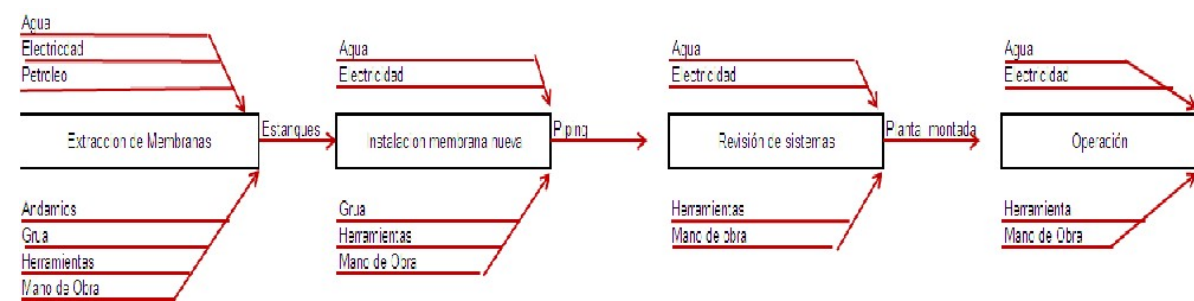 Agua
Electricdad
Petroleo
Extraccion de Membranas
Andamios
Grua
Herramientas
Mano de Obra
Estanques
Agua
Electricidad
Instalacion membrana nueva
Grua
Herramientas
Mano de Obra
Piping
Agua
Electricidad
Revisión de sistemas
Herramientas
Mano de obra
Planta montada
Agua
Electricidad
Operación
Herramienta
Mano de Obra